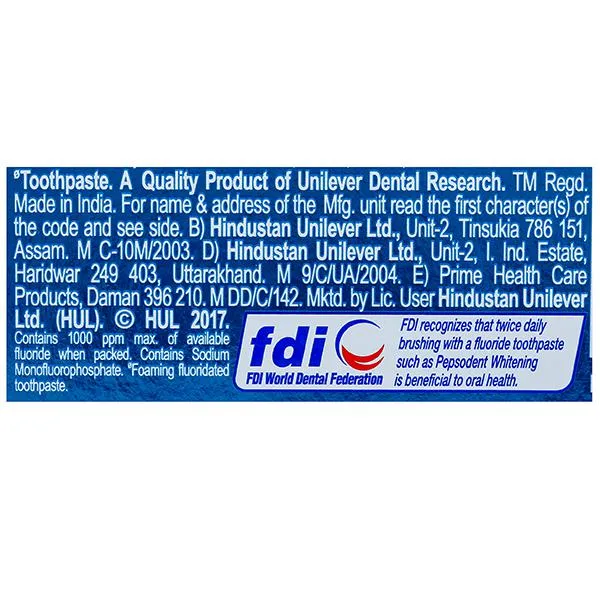 ᶿToothpaste. A Quality Product of Unilever Dental Research. TM Regd.
Made in India. For name & address of the Mfg. unit read the first character(s) of
the code and see side. B) Hindustan Unilever Ltd., Unit-2, Tinsukia 786 151,
Assam. M C-10M/2003. D) Hindustan Unilever Ltd., Unit-2, I. Ind. Estate,
Haridwar 249 403, Uttarakhand. M 9/C/UA/2004. E) Prime Health Care
Products, Daman 396 210. M DD/C/142. Mktd. by Lic. User Hindustan Unilever
Ltd. (HUL). © HUL 2017.
Contains 1000 ppm max. of available
fluoride when packed. Contains Sodium
Monofluorophosphate. ᶿFoaming fluoridated
toothpaste.
fdi
FDI World Dental Federation
FDI recognizes that twice daily
brushing with a fluoride toothpaste
such as Pepsodent Whitening
is beneficial to oral health.